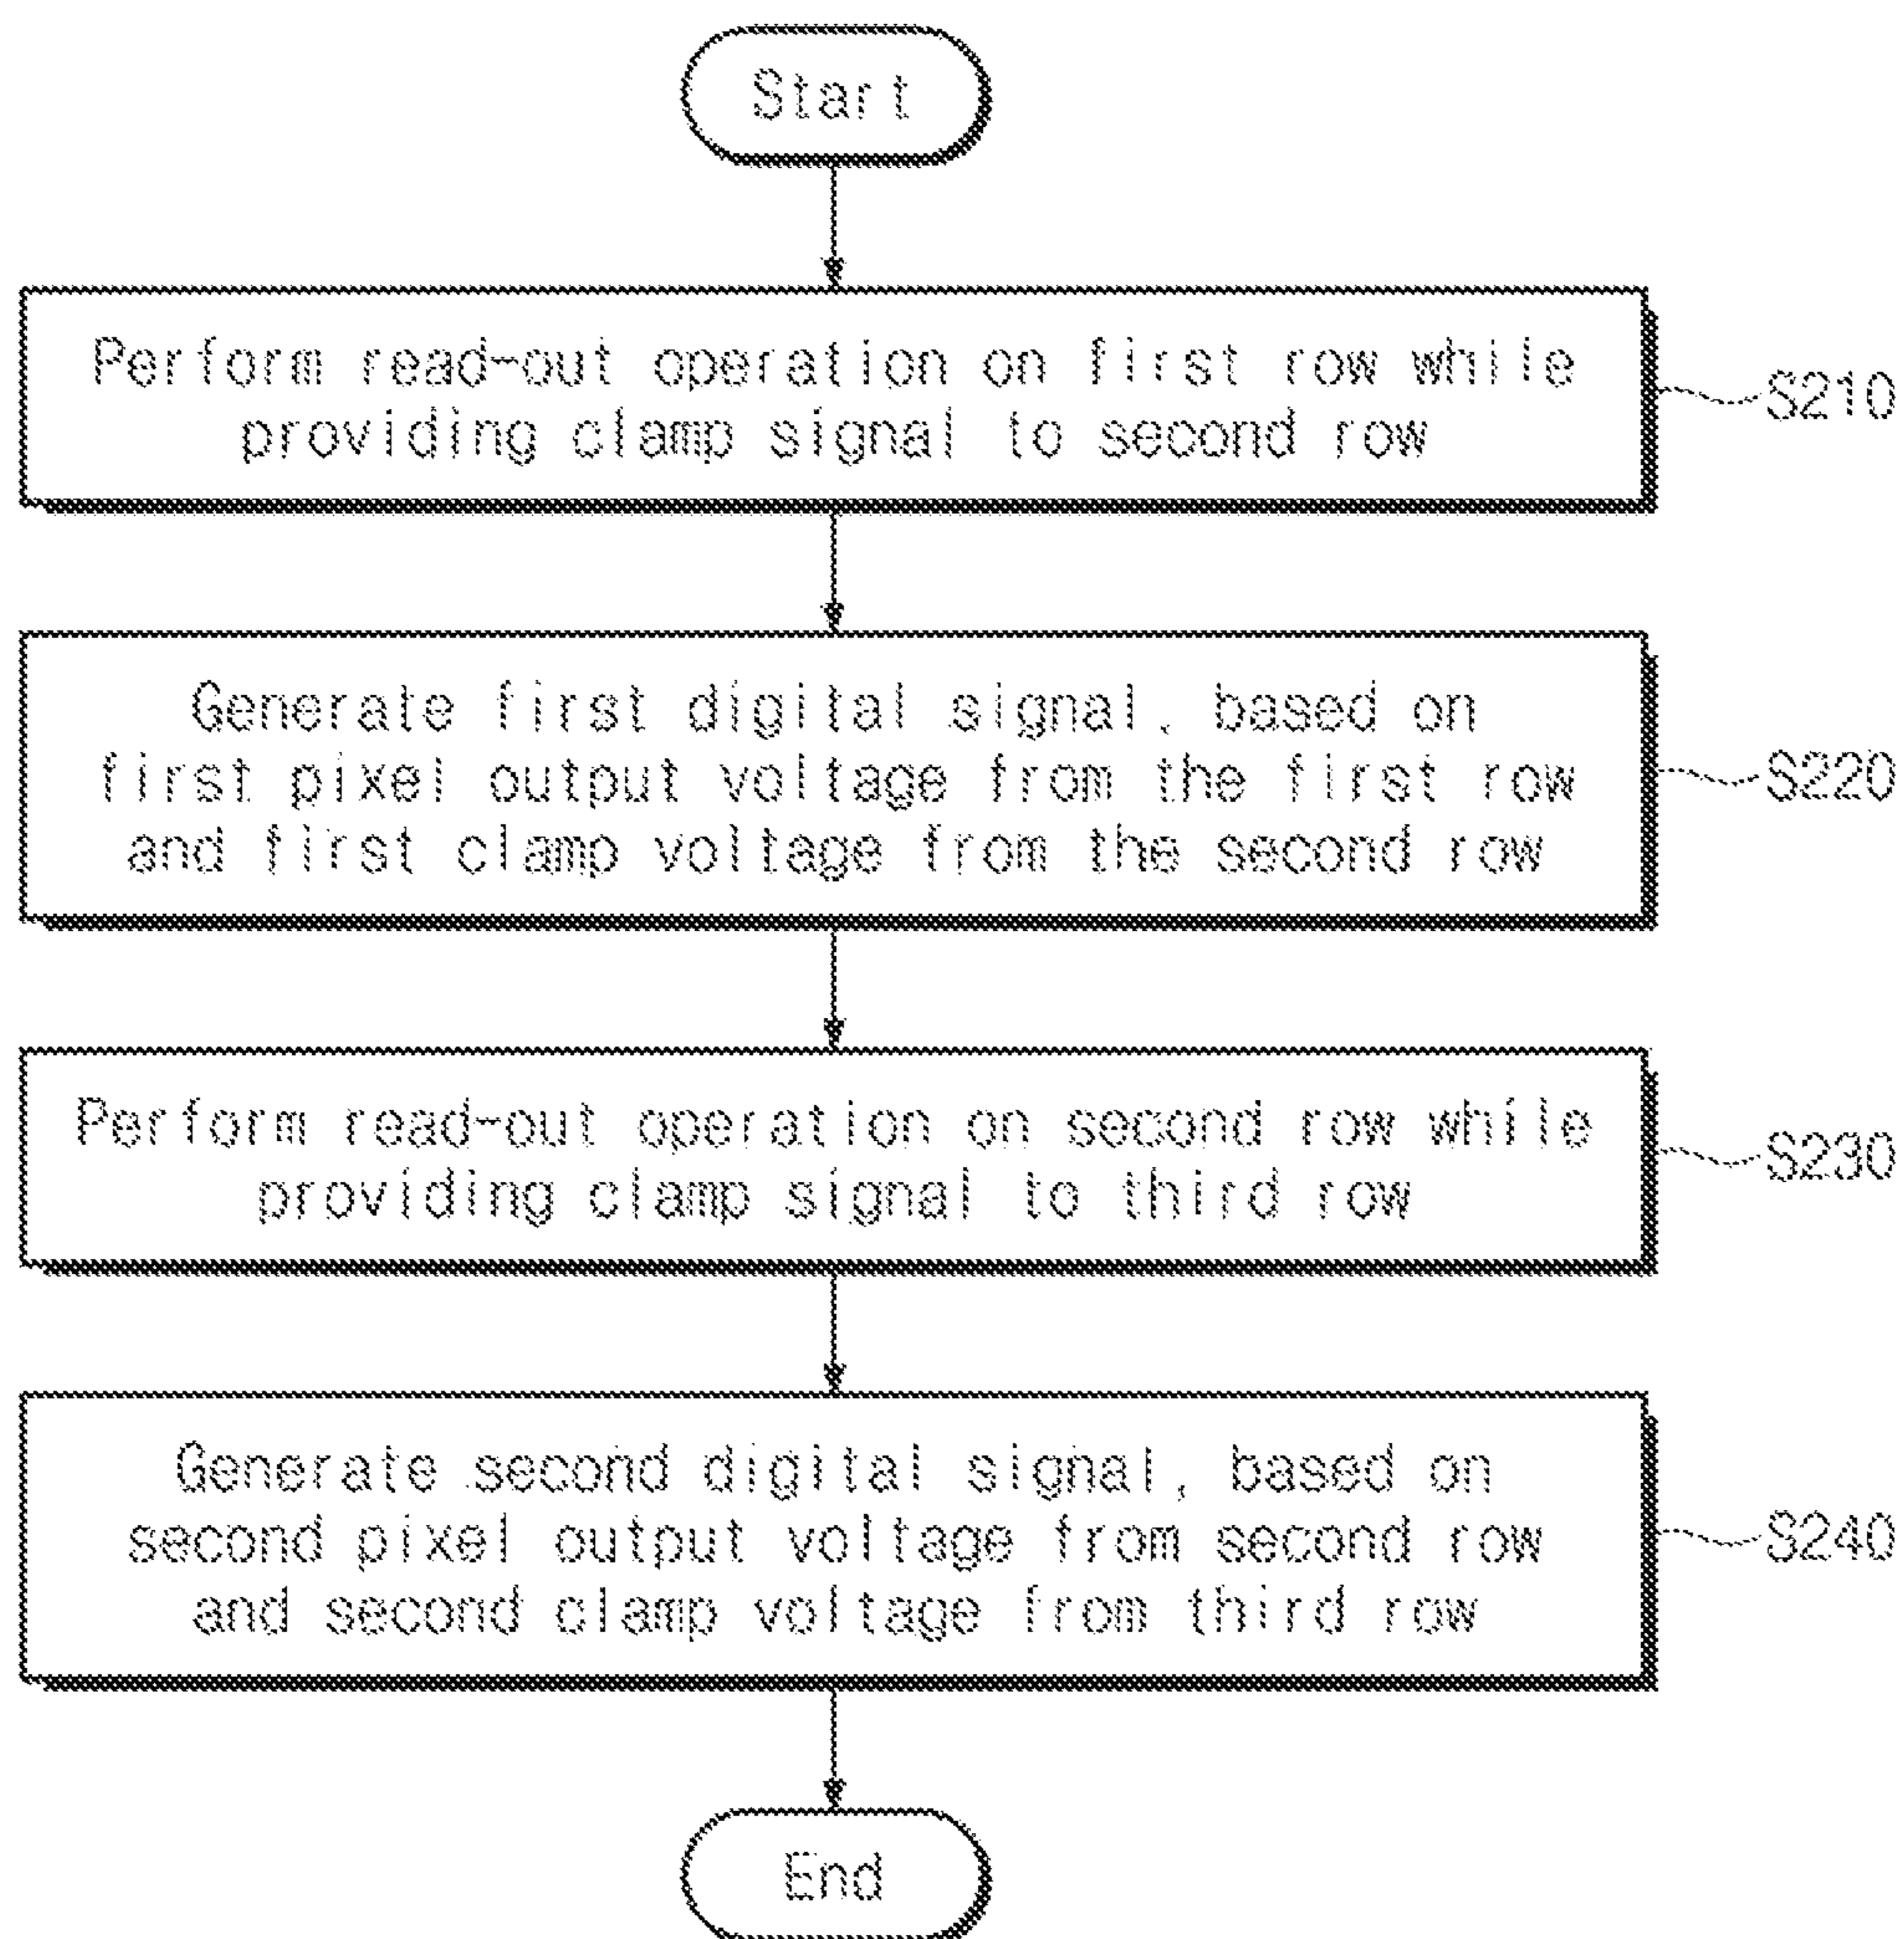 Start
Perform read-out operation on first row while
providing clamp signal to second row
S210
Generate first digital signal, based on
first pixel output voltage from the first row
and first clamp voltage from the second row
S220
Perform read-out operation on second row while
providing clamp signal to third row
S230
Generate second digital signal, based on
second pixel output voltage from second row
and second clamp voltage from third row
S240
End